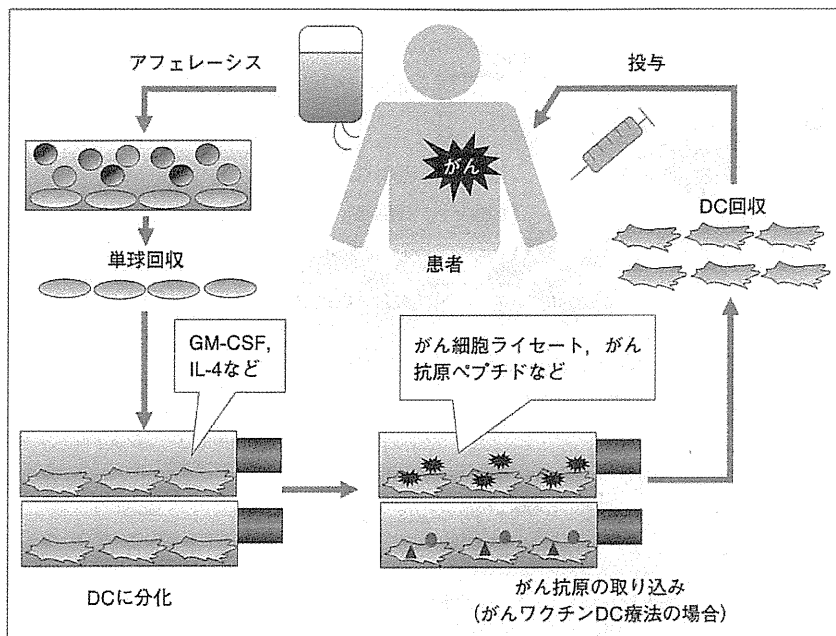 アフェレーシス
投与
がん
DC回収
単球回収
患者
GM-CSF,
IL-4など
がん細胞ライセート，がん
抗原ペプチドなど
DCに分化
がん抗原の取り込み
（がんワクチンDC療法の場合）